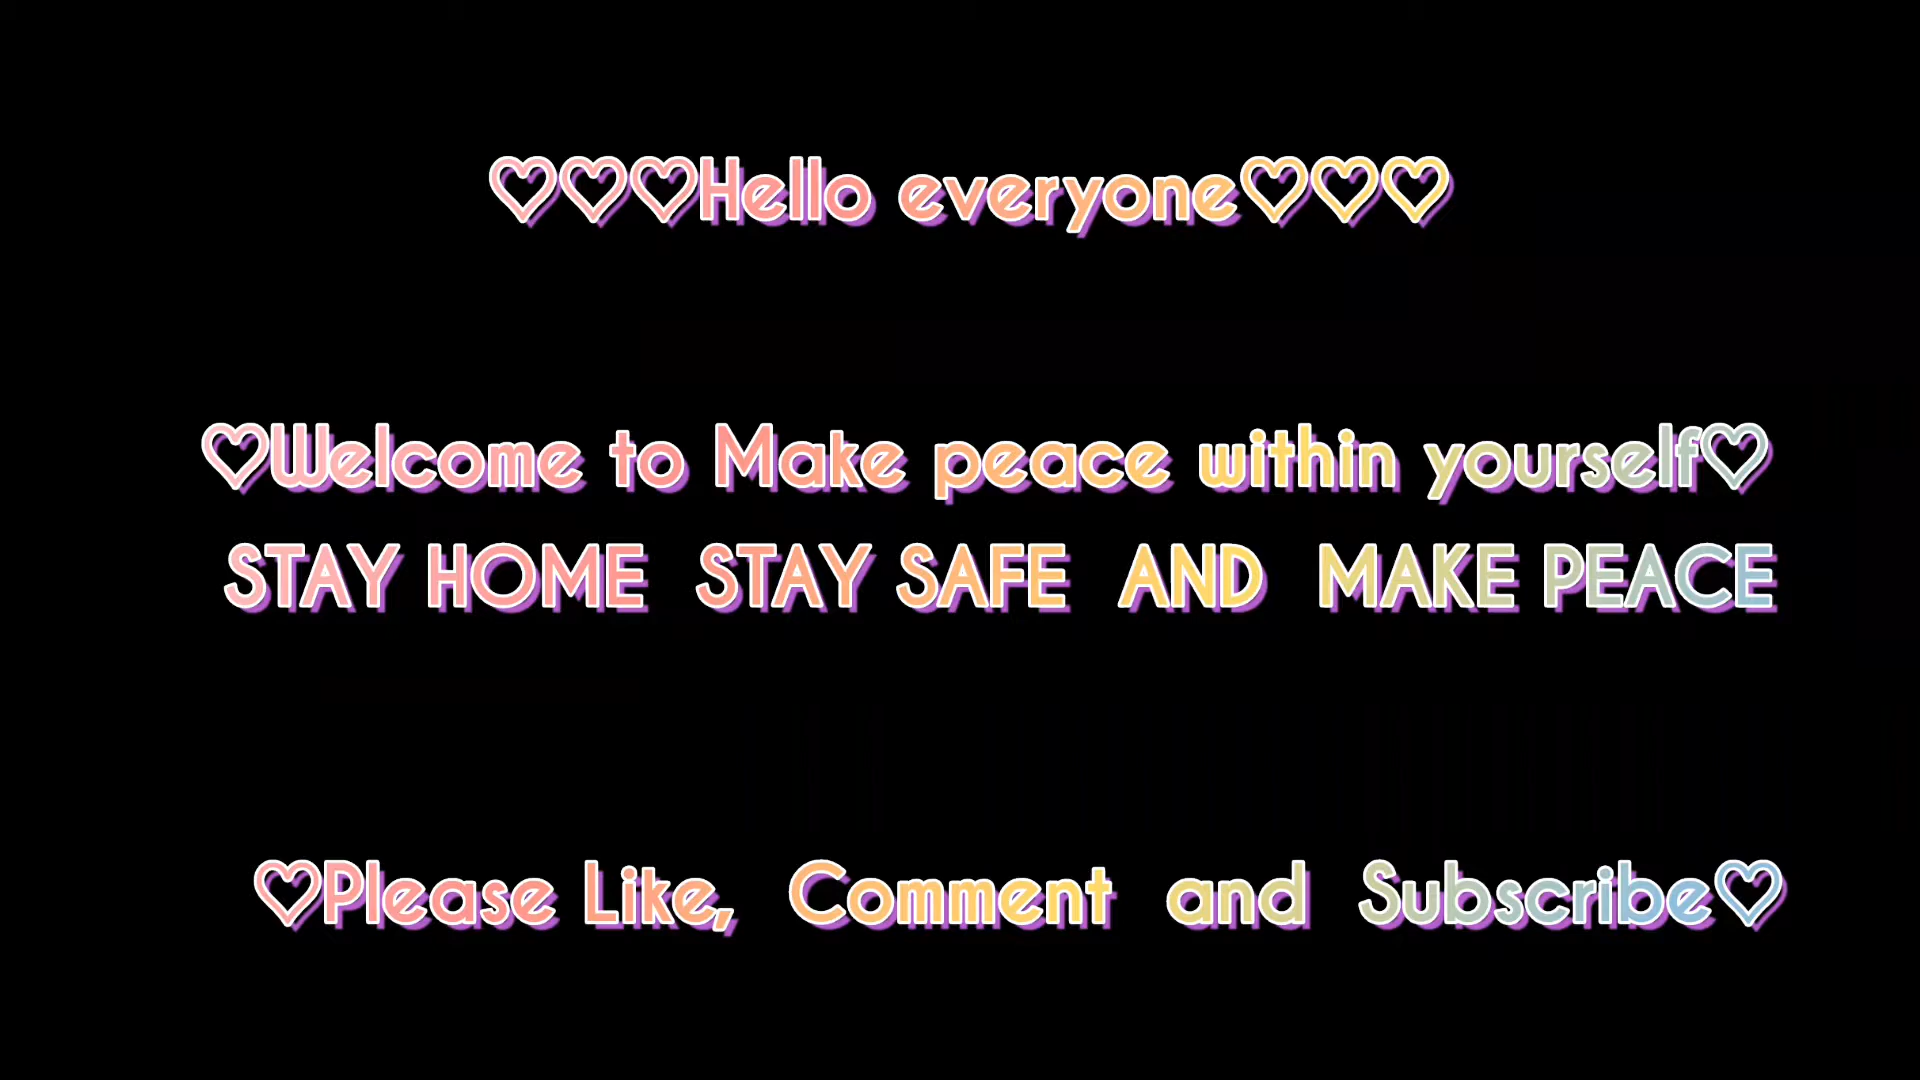 ♡♡♡Hello everyone♡♡♡
♡Welcome to Make peace within yourself♡
STAY HOME  STAY SAFE  AND  MAKE PEACE
♡Please Like,  Comment  and  Subscribe♡